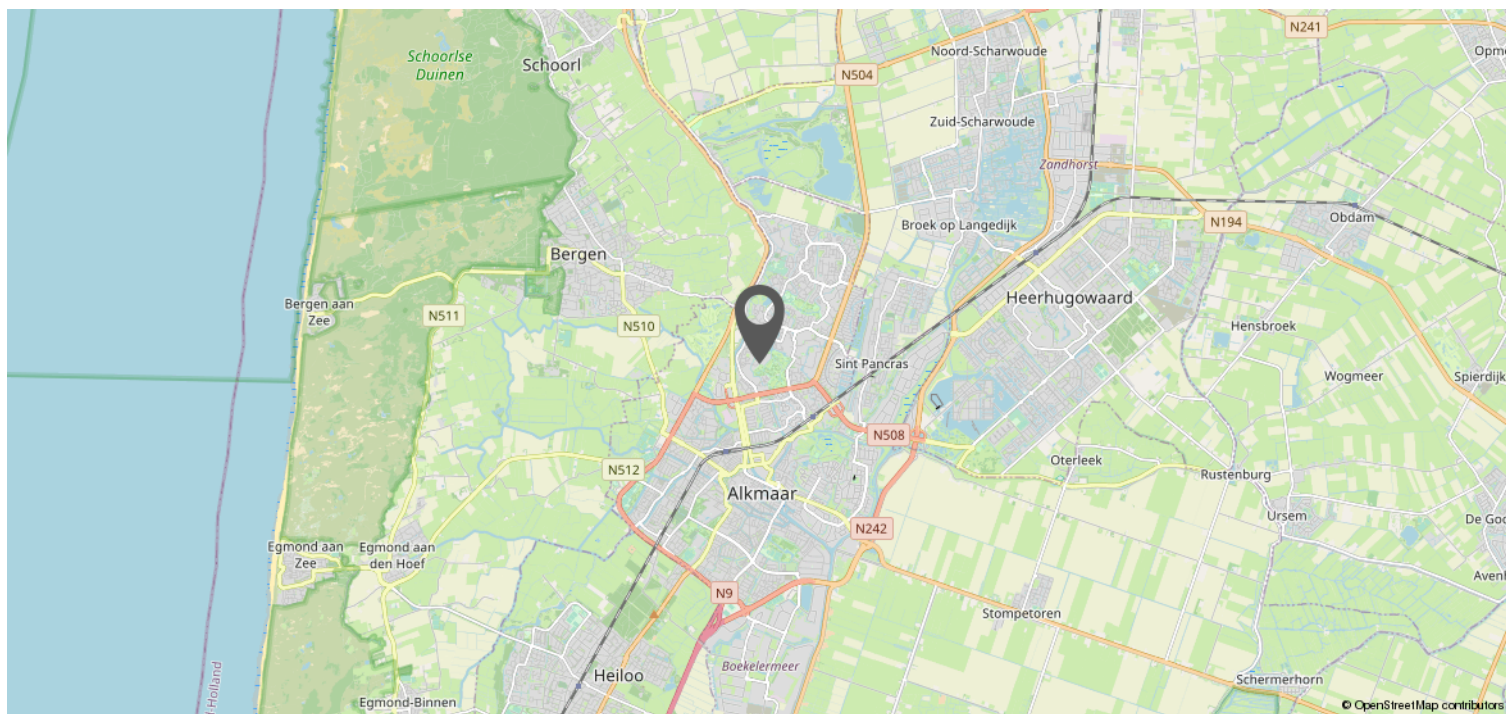 N241
Noord-Scharwoude
Schoorlse
Duinen
Schoorl
N504
Zuid-Scharwoude
Zandhorst
Broek op Langedijk
N194
Obdam
Bergen
Bergen aan
Zee
N511
N510
Heerhugowaard
Hensbroek
Sint Pancras
Wogmeer
N508
Oterleek
N512
Rustenburg
Alkmaar
Ursem
N242
Egmond aan
Zee
Egmond aan
den Hoef
N9
Stompetoren
Boekelermeer
Heiloo
Schermerhorn
Egmond-Binnen
© OpenStreetMap contributors